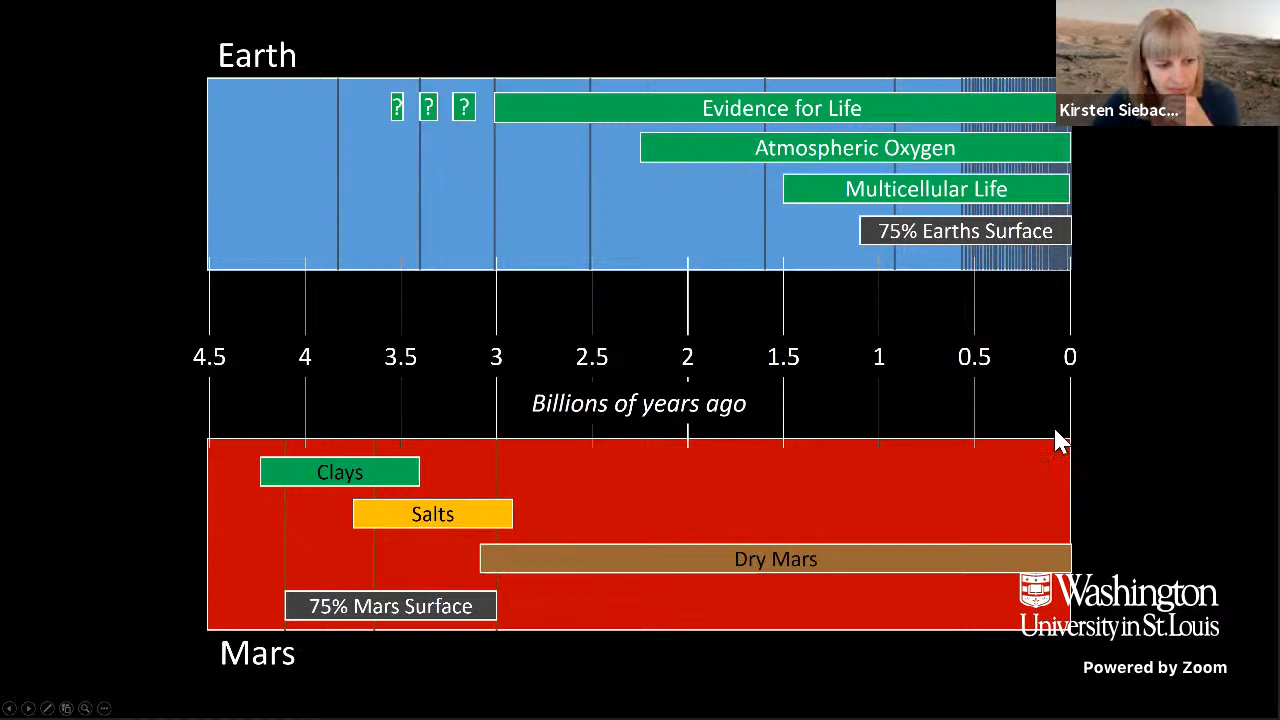 Earth
? ? ? Evidence for Life
Kirsten Siebac...
Atmospheric Oxygen
Multicellular Life
75% Earths Surface
4.5 4 3.5 3 2.5 2 1.5 1 0.5 0
Billions of years ago
Clays
Salts
Dry Mars
75% Mars Surface
Mars
Washington
University in St. Louis
Powered by Zoom